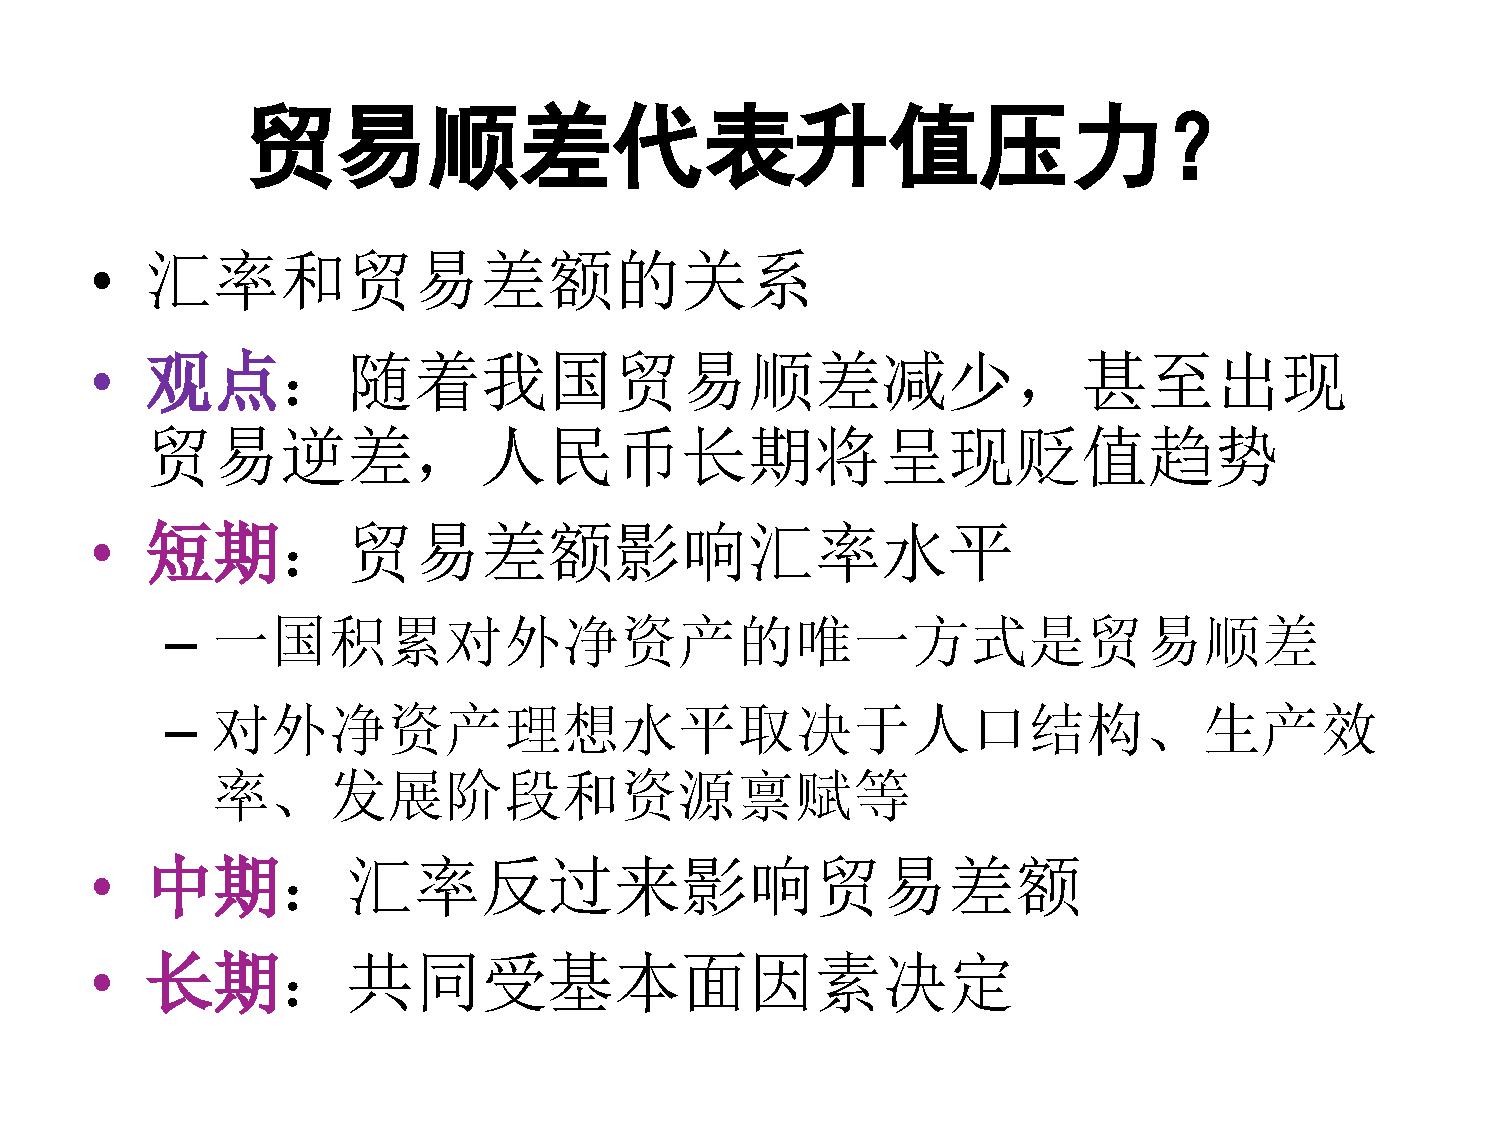 贸易顺差代表升值压力？
• 汇率和贸易差额的关系
• 观点：随着我国贸易顺差减少，甚至出现
贸易逆差，人民币长期将呈现贬值趋势
• 短期：贸易差额影响汇率水平
– 一国积累对外净资产的唯一方式是贸易顺差
– 对外净资产理想水平取决于人口结构、生产效
率、发展阶段和资源禀赋等
• 中期：汇率反过来影响贸易差额
• 长期：共同受基本面因素决定